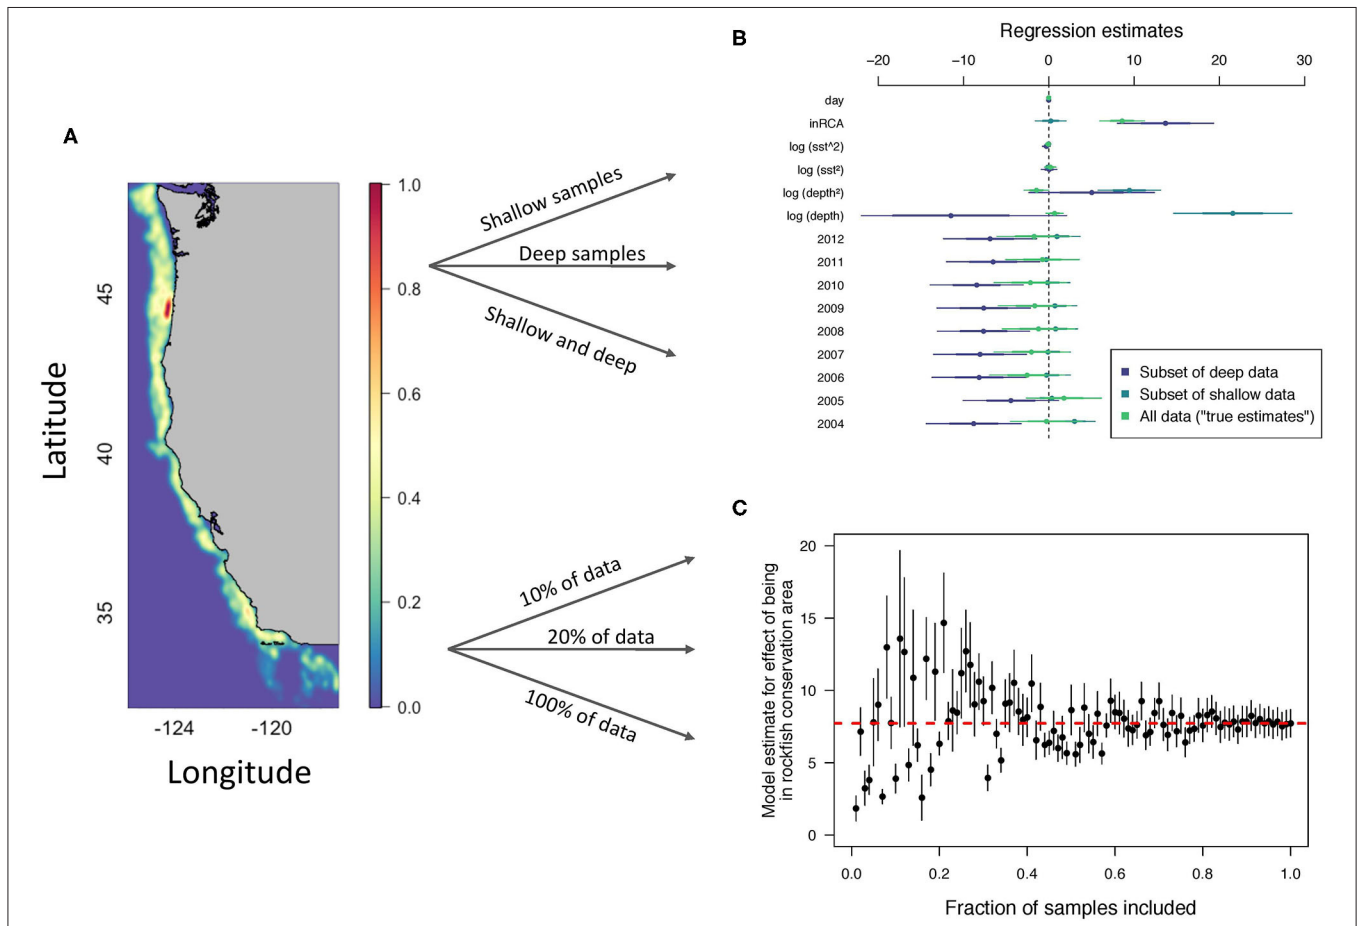 A
Latitude
45
40
35
-124
-120
Longitude
1.0
0.8
0.6
0.4
0.2
0.0
Shallow samples
Deep samples
Shallow and deep
10% of data
20% of data
100% of data
B
Regression estimates
−20
−10
0
10
20
30
day
inRCA
log (sst^2)
log (sst²)
log (depth²)
log (depth)
2012
2011
2010
2009
2008
2007
2006
2005
2004
Subset of deep data
Subset of shallow data
All data ("true estimates")
C
Model estimate for effect of being
in rockfish conservation area
20
15
10
5
0
0.0
0.2
0.4
0.6
0.8
1.0
Fraction of samples included